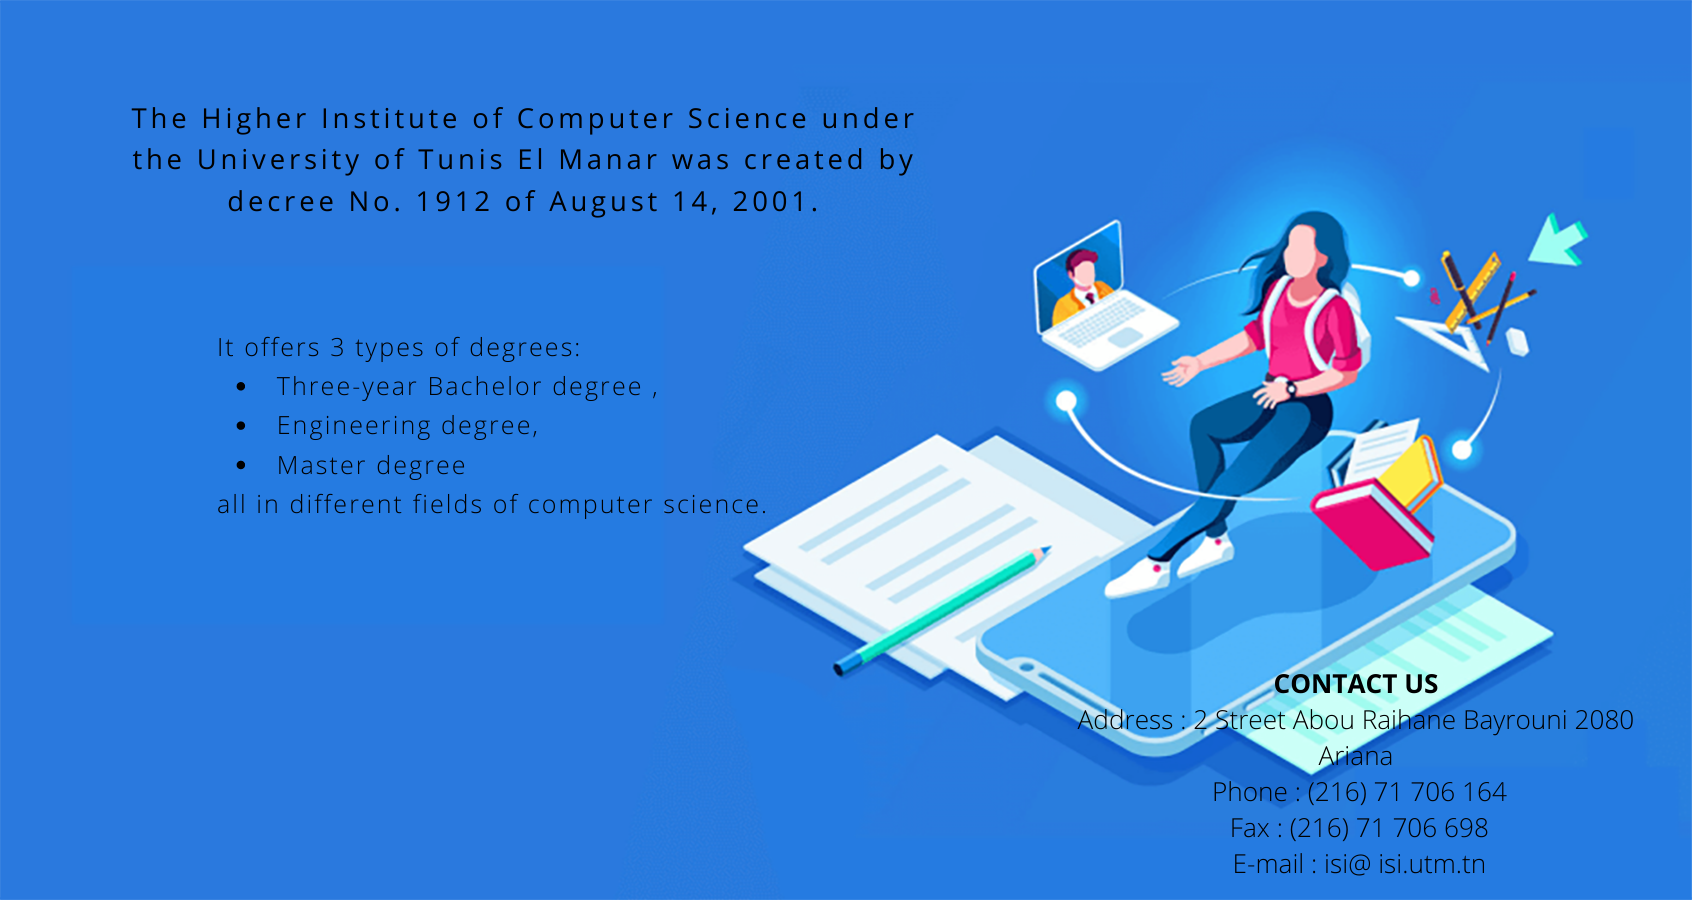 The Higher Institute of Computer Science under
the University of Tunis El Manar was created by
decree No. 1912 of August 14, 2001.
It offers 3 types of degrees:
• Three-year Bachelor degree ,
• Engineering degree,
• Master degree
all in different fields of computer science.
CONTACT US
Address : 2 Street Abou Raihane Bayrouni 2080
Ariana
Phone : (216) 71 706 164
Fax : (216) 71 706 698
E-mail : isi@ isi.utm.tn